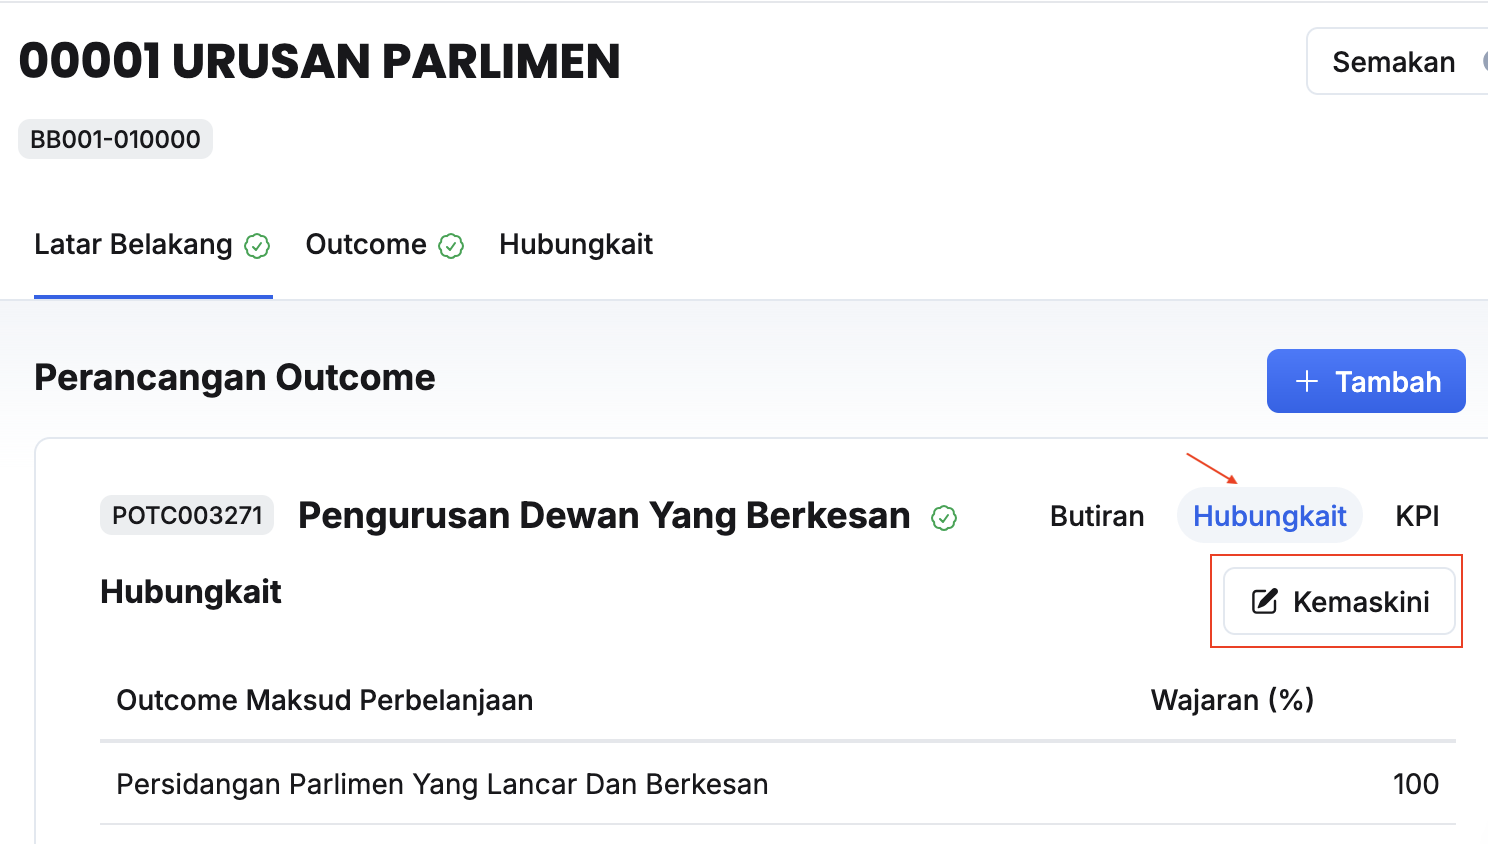 00001 URUSAN PARLIMEN
Semakan
BB001-010000
Latar Belakang
Outcome
Hubungkait
Perancangan Outcome
+ Tambah
POTC003271
Pengurusan Dewan Yang Berkesan
Butiran
Hubungkait
KPI
Hubungkait
Kemaskini
Outcome Maksud Perbelanjaan
Wajaran (%)
Persidangan Parlimen Yang Lancar Dan Berkesan
100